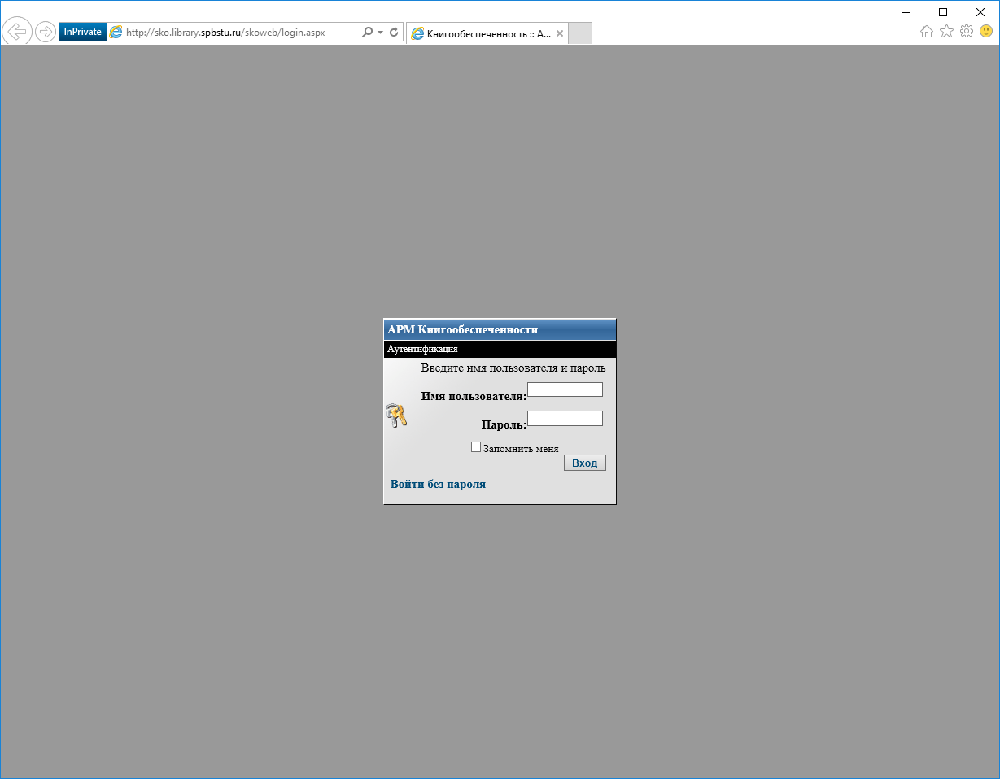 InPrivate http://sko.library.spbstu.ru/skoweb/login.aspx Книгообеспеченность :: А...
АРМ Книгообеспеченности
Аутентификация
Введите имя пользователя и пароль
Имя пользователя:
Пароль:
Запомнить меня
Вход
Войти без пароля